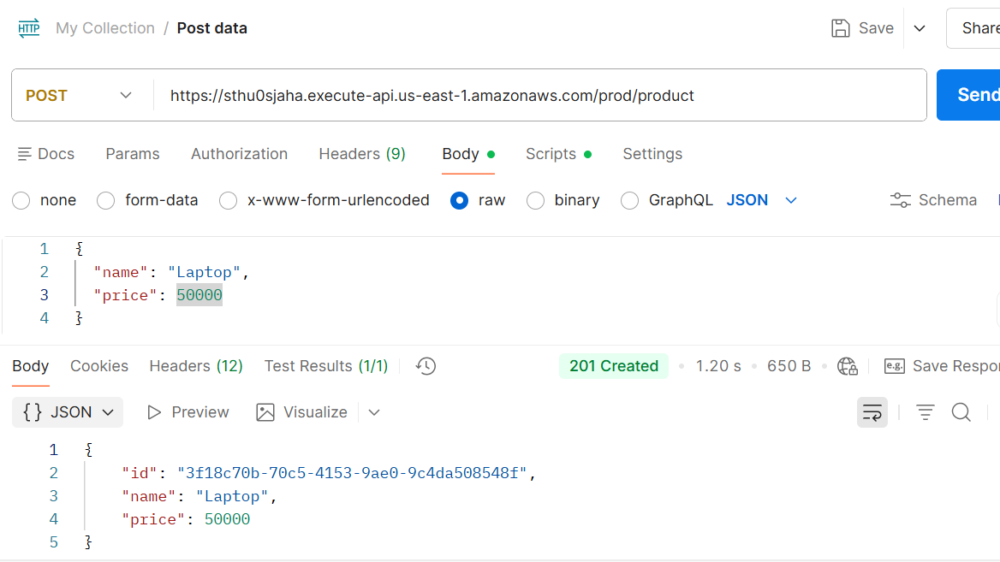 HTTP My Collection / Post data Save Share
POST https://sthu0sjaha.execute-api.us-east-1.amazonaws.com/prod/product Send
Docs Params Authorization Headers (9) Body Scripts Settings
none form-data x-www-form-urlencoded raw binary GraphQL JSON Schema
1 {
2 "name": "Laptop",
3 "price": 50000
4 }
Body Cookies Headers (12) Test Results (1/1) 201 Created 1.20 s 650 B e.g. Save Respo
{} JSON Preview Visualize
1 {
2 "id": "3f18c70b-70c5-4153-9ae0-9c4da508548f",
3 "name": "Laptop",
4 "price": 50000
5 }